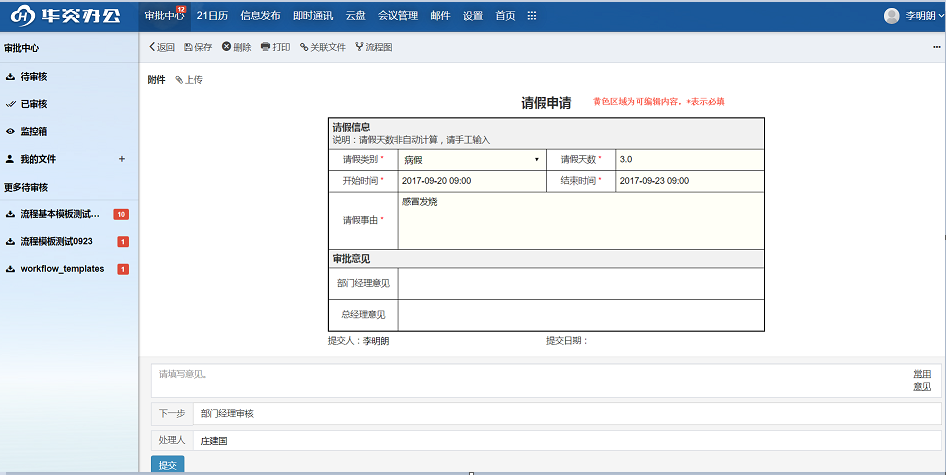 华炎办公
审批中心 12 21日历 信息发布 即时通讯 云盘 会议管理 邮件 设置 首页 李明朗
审批中心
待审核
已审核
监控箱
我的文件 +
更多待审核
流程基本模板测试... 10
流程模板测试0923 1
workflow_templates 1
返回 保存 删除 打印 关联文件 流程图 ...
附件 上传
请假申请 黄色区域为可编辑内容，*表示必填
请假信息
说明：请假天数非自动计算，请手工输入
请假类别* 病假 请假天数* 3.0
开始时间* 2017-09-20 09:00 结束时间* 2017-09-23 09:00
请假事由* 感冒发烧
审批意见
部门经理意见
总经理意见
提交人：李明朗 提交日期：
请填写意见。 常用
意见
下一步 部门经理审核
处理人 庄建国
提交